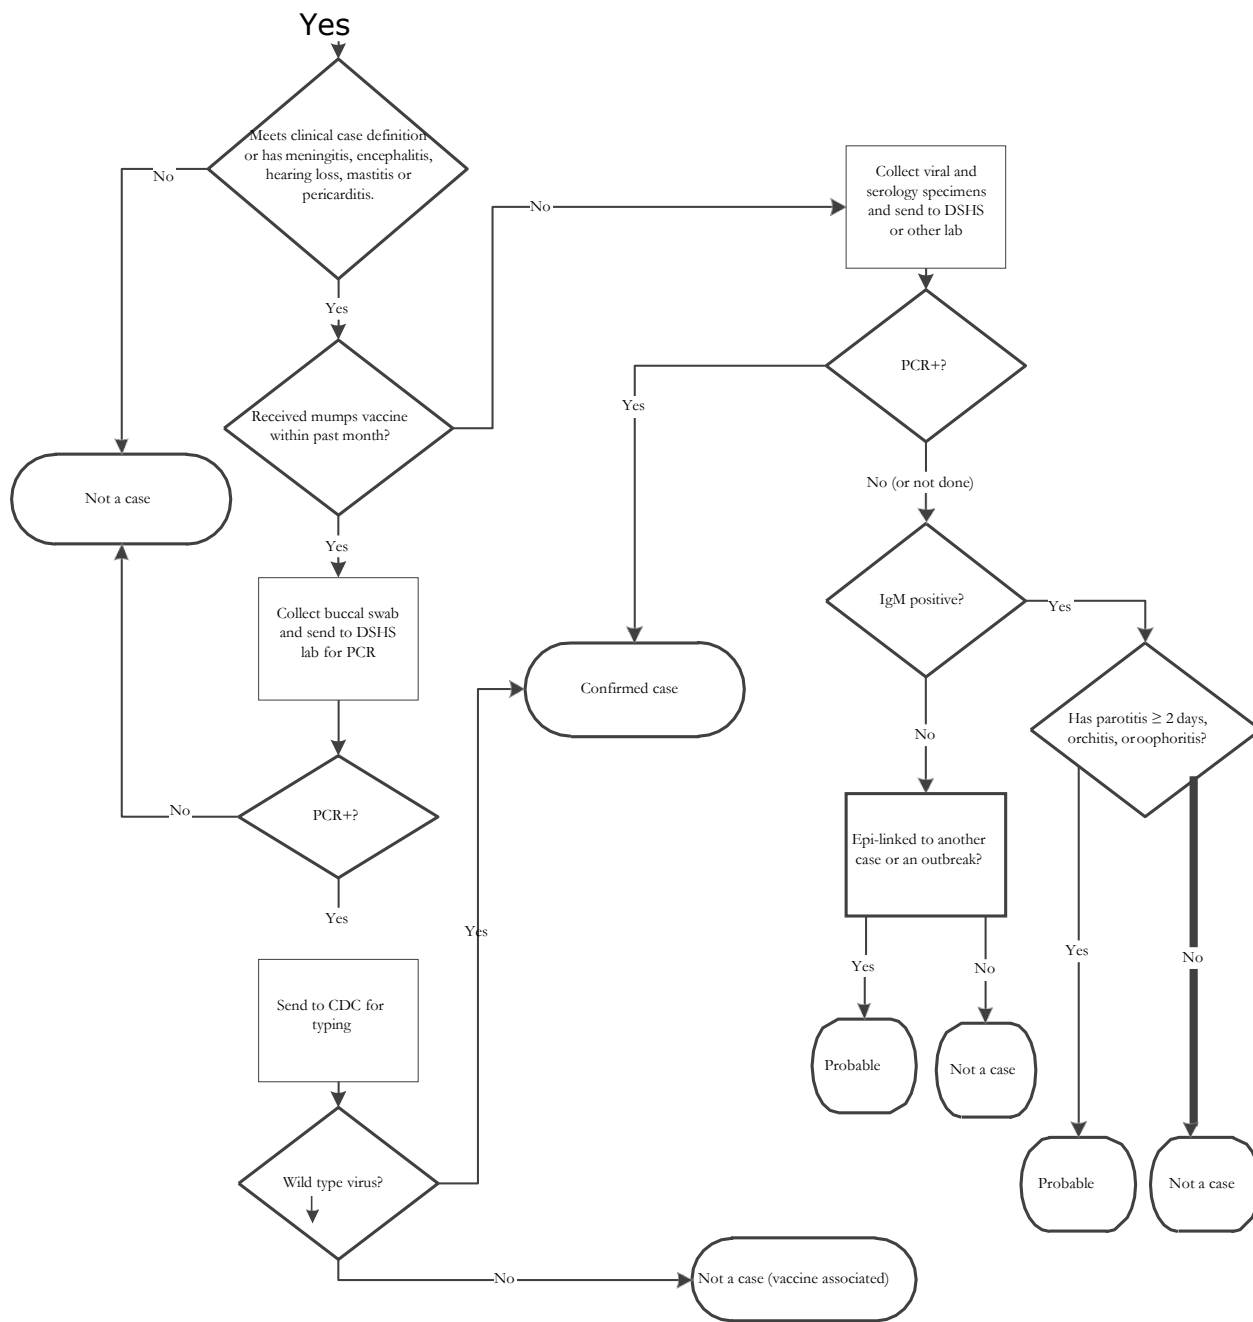 Yes
Meets clinical case definition
or has meningitis, encephalitis,
hearing loss, mastitis or
pericarditis.
No
Yes
Received mumps vaccine
within past month?
No
Not a case
Yes
Collect buccal swab
and send to DSHS
lab for PCR
PCR+?
No
Yes
Send to CDC for
typing
Wild type virus?
Yes
No
Not a case (vaccine associated)
Confirmed case
Collect viral and
serology specimens
and send to DSHS
or other lab
PCR+?
Yes
No (or not done)
IgM positive?
Yes
No
Epi-linked to another
case or an outbreak?
Yes
No
Probable
Not a case
Has parotitis ≥ 2 days,
orchitis, oroophoritis?
Yes
No
Probable
Not a case